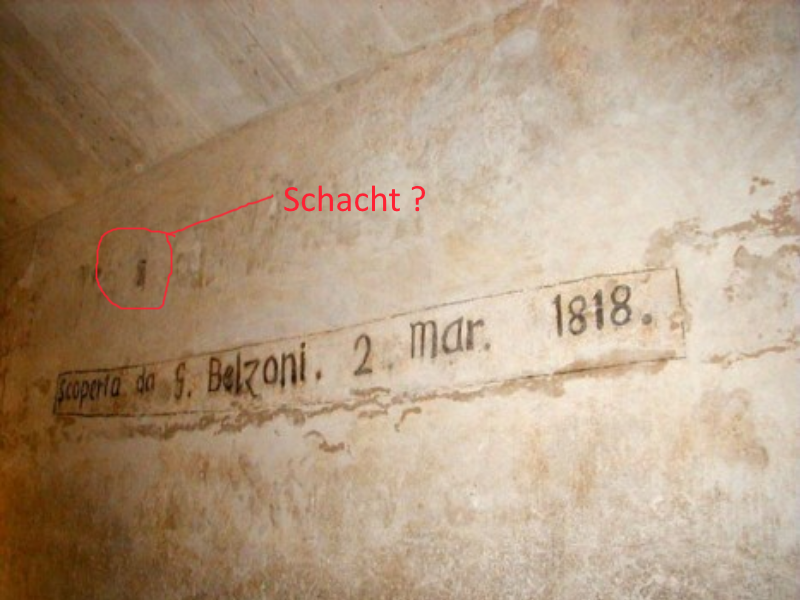 Schacht ?
Scoperta da G. Belzoni. 2. Mar. 1818.